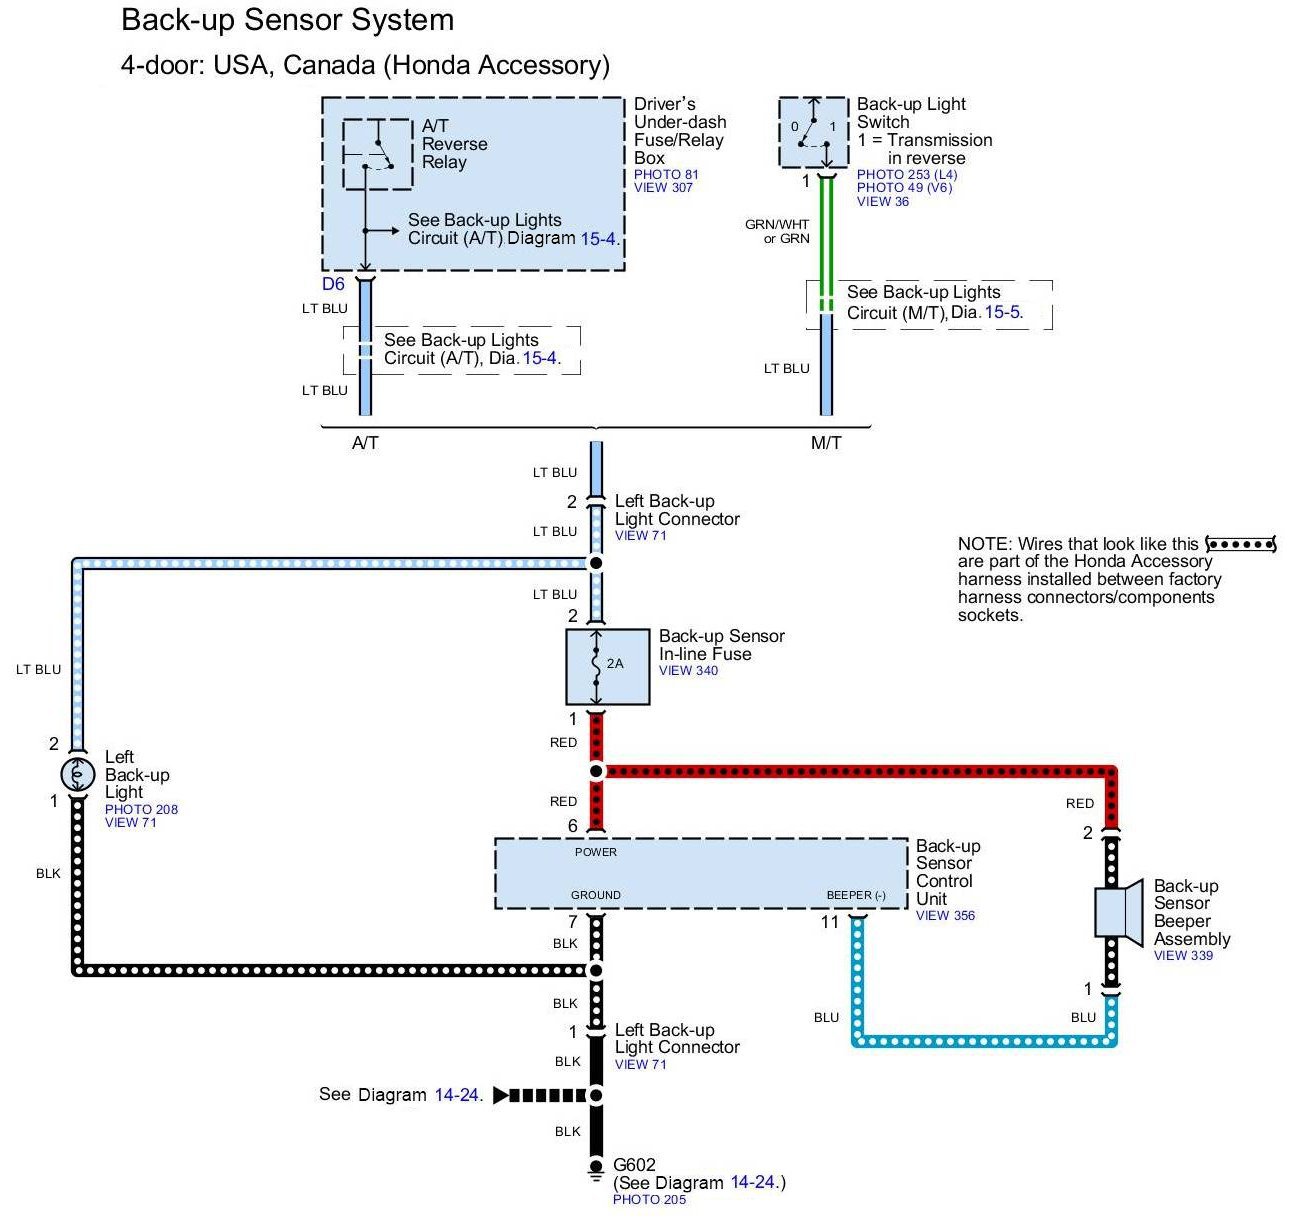 Back-up Sensor System
4-door: USA, Canada (Honda Accessory)
A/T
Reverse
Relay
See Back-up Lights
Circuit (A/T) Diagram 15-4.
Driver's
Under-dash
Fuse/Relay
Box
PHOTO 81
VIEW 307
0 1
Back-up Light
Switch
1 = Transmission
in reverse
PHOTO 253 (L4)
PHOTO 49 (V6)
VIEW 36
1
GRN/WHT
or GRN
D6
LT BLU
See Back-up Lights
Circuit (A/T), Dia. 15-4.
LT BLU
See Back-up Lights
Circuit (M/T), Dia. 15-5.
LT BLU
A/T
M/T
LT BLU
2
Left Back-up
Light Connector
VIEW 71
LT BLU
LT BLU
2
2A
Back-up Sensor
In-line Fuse
VIEW 340
1
RED
NOTE: Wires that look like this
are part of the Honda Accessory
harness installed between factory
harness connectors/components
sockets.
LT BLU
2
Left
Back-up
Light
PHOTO 208
VIEW 71
1
BLK
RED
6
RED
2
POWER
GROUND
BEEPER (-)
Back-up
Sensor
Control
Unit
VIEW 356
Back-up
Sensor
Beeper
Assembly
VIEW 339
7
BLK
11
BLU
1
BLU
BLK
1
Left Back-up
Light Connector
VIEW 71
BLK
See Diagram 14-24.
BLK
G602
(See Diagram 14-24.)
PHOTO 205